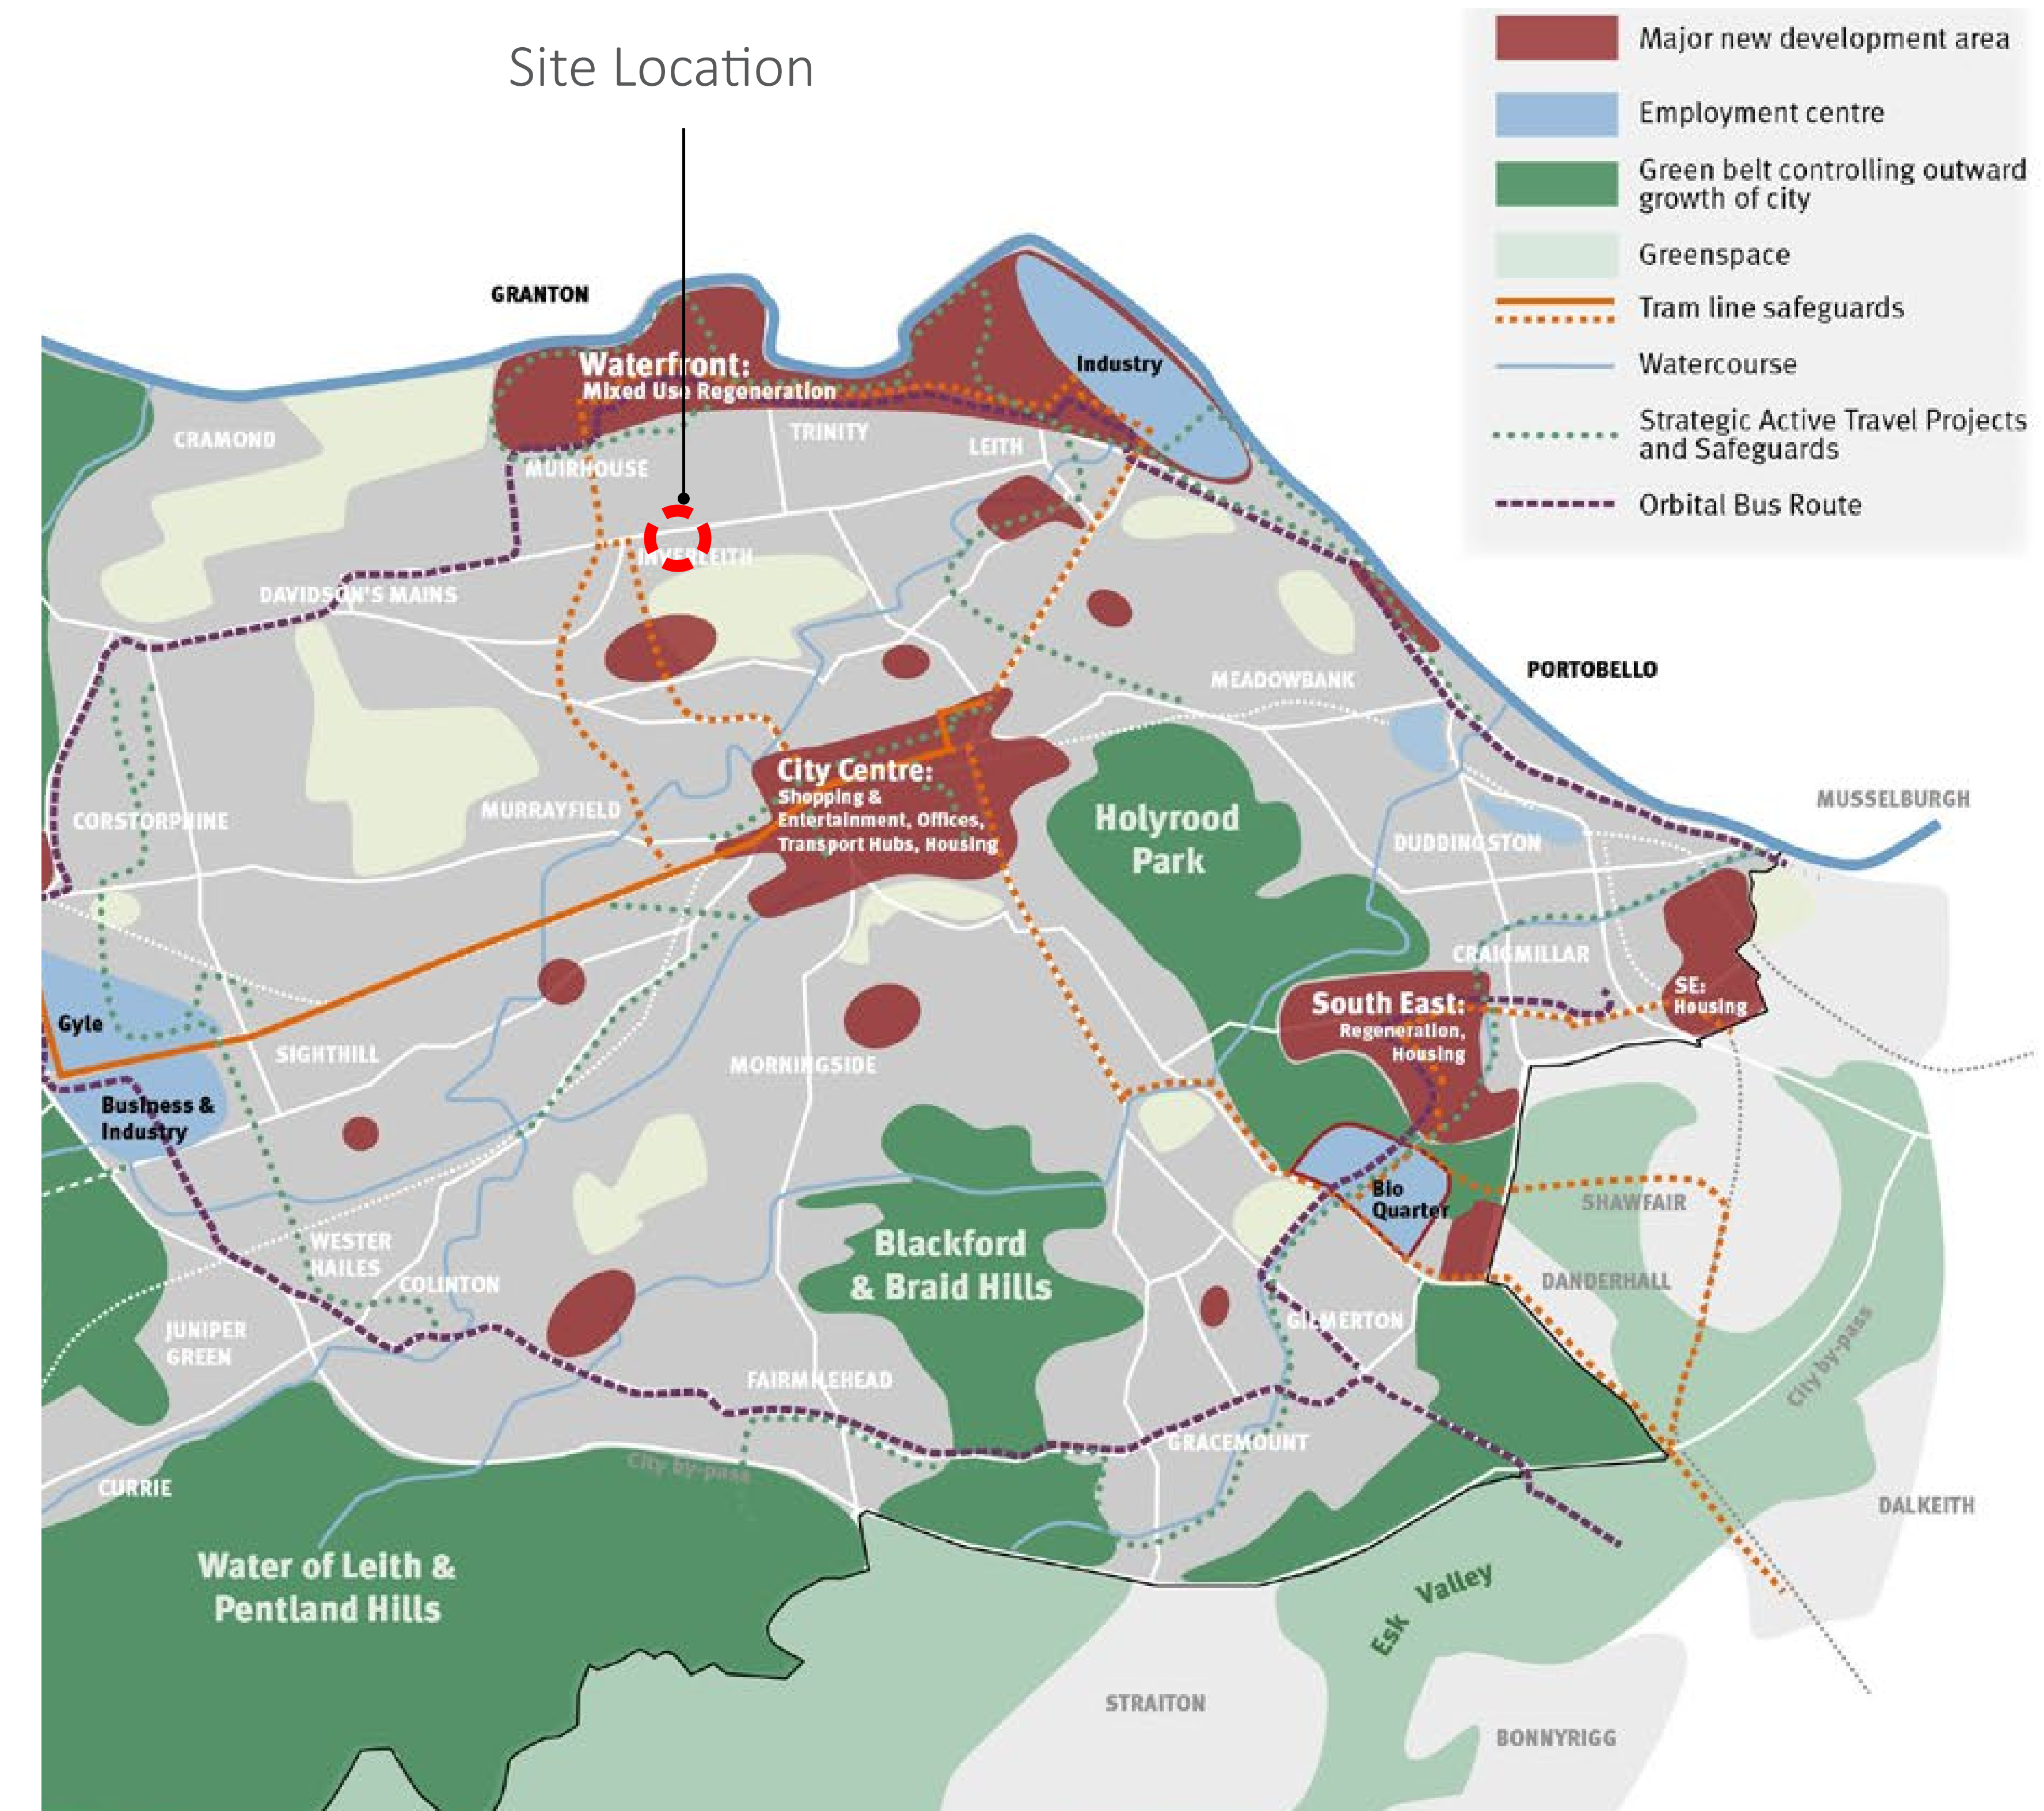 Site Location
Major new development area
Employment centre
Green belt controlling outward
growth of city
Greenspace
Tram line safeguards
Watercourse
Strategic Active Travel Projects
and Safeguards
Orbital Bus Route
GRANTON
Waterfront:
Mixed Use Regeneration
Industry
CRAMOND
TRINITY
LEITH
MUIRHOUSE
INVERLEITH
DAVIDSON'S MAINS
PORTOBELLO
MEADOWBANK
City Centre:
Shopping &
Entertainment, Offices,
Transport Hubs, Housing
MURRAYFIELD
CORSTORPHINE
Holyrood
Park
MUSSELBURGH
DUDDINGSTON
CRAIGMILLAR
SE:
Housing
South East:
Regeneration,
Housing
Gyle
SIGHTHILL
MORNINGSIDE
Business &
Industry
Bio
Quarter
SHAWFAIR
WESTER
HAILES
COLINTON
Blackford
& Braid Hills
DANDERHALL
GILMERTON
JUNIPER
GREEN
FAIRMILEHEAD
City by-pass
GRACEMOUNT
City by-pass
CURRIE
DALKEITH
Water of Leith &
Pentland Hills
Esk Valley
STRAITON
BONNYRIGG